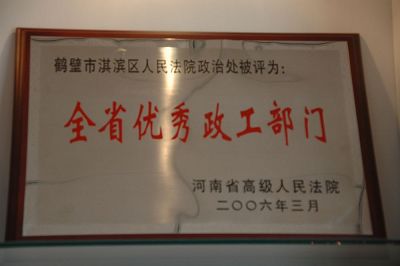 鹤壁市淇滨区人民法院政治处被评为：
全省优秀政工部门
河南省高级人民法院
二〇〇六年三月